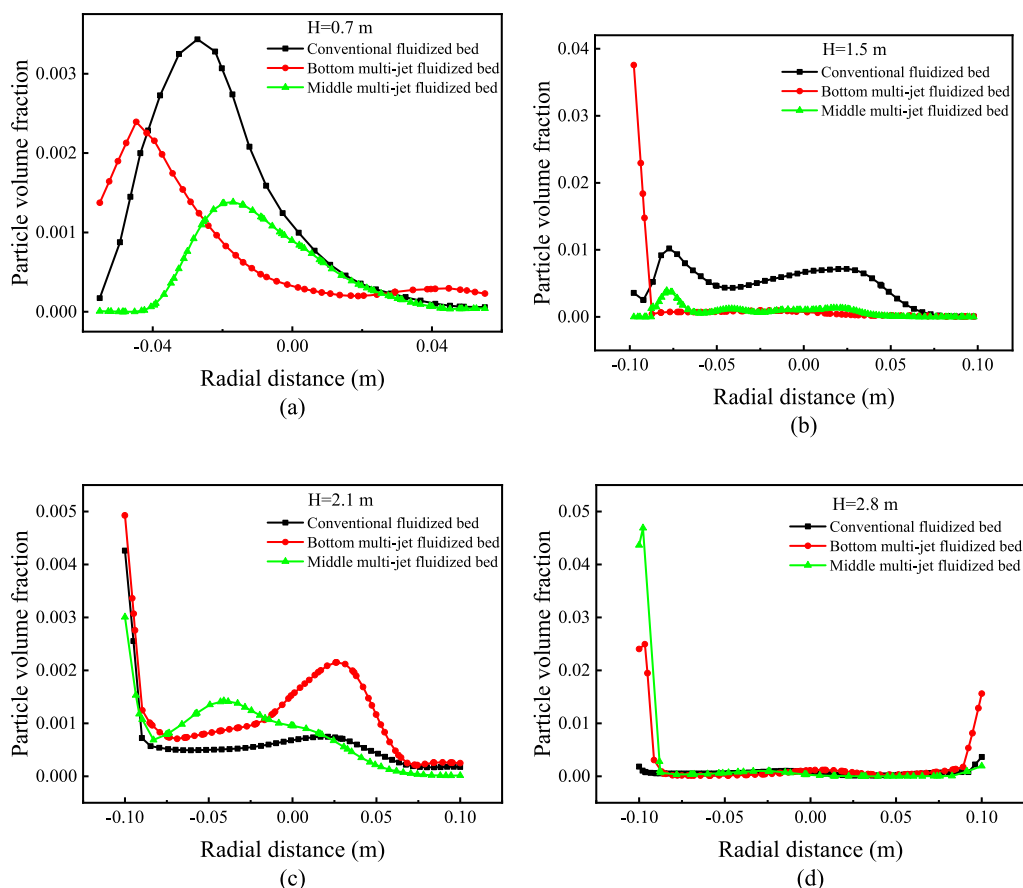 H=0.7 m
Conventional fluidized bed
Bottom multi-jet fluidized bed
Middle multi-jet fluidized bed
Particle volume fraction
0.003
0.002
0.001
0.000
-0.04
0.00
0.04
Radial distance (m)
(a)
H=1.5 m
Conventional fluidized bed
Bottom multi-jet fluidized bed
Middle multi-jet fluidized bed
Particle volume fraction
0.04
0.03
0.02
0.01
0.00
-0.10
-0.05
0.00
0.05
0.10
Radial distance (m)
(b)
H=2.1 m
Conventional fluidized bed
Bottom multi-jet fluidized bed
Middle multi-jet fluidized bed
Particle volume fraction
0.005
0.004
0.003
0.002
0.001
0.000
-0.10
-0.05
0.00
0.05
0.10
Radial distance (m)
(c)
H=2.8 m
Conventional fluidized bed
Bottom multi-jet fluidized bed
Middle multi-jet fluidized bed
Particle volume fraction
0.05
0.04
0.03
0.02
0.01
0.00
-0.10
-0.05
0.00
0.05
0.10
Radial distance (m)
(d)